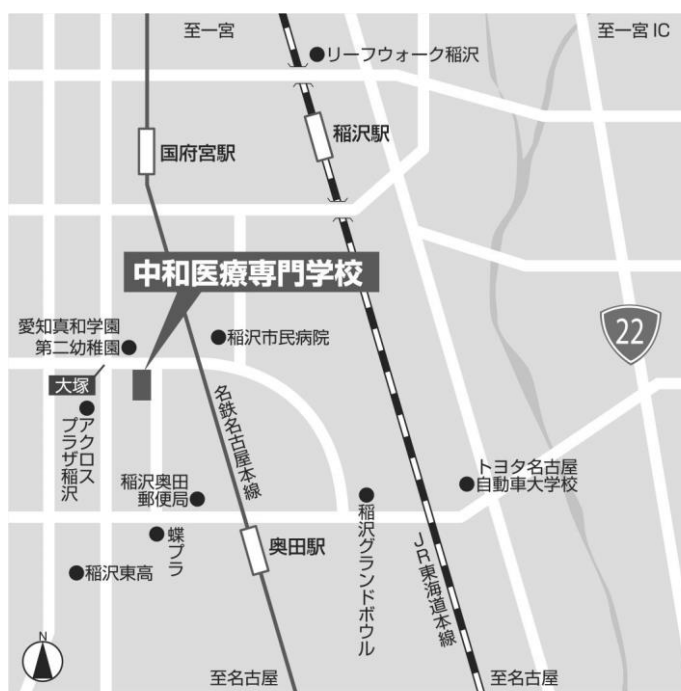 至一宮
至一宮 IC
リーフウォーク稲沢
稲沢駅
国府宮駅
中和医療専門学校
愛知真和学園
第二幼稚園
稲沢市民病院
22
大塚
アクロス
プラザ稲沢
名鉄名古屋本線
稲沢奥田
郵便局
トヨタ名古屋
自動車大学校
蝶プラ
奥田駅
稲沢グランドボウル
JR東海道本線
稲沢東高
N
至名古屋
至名古屋